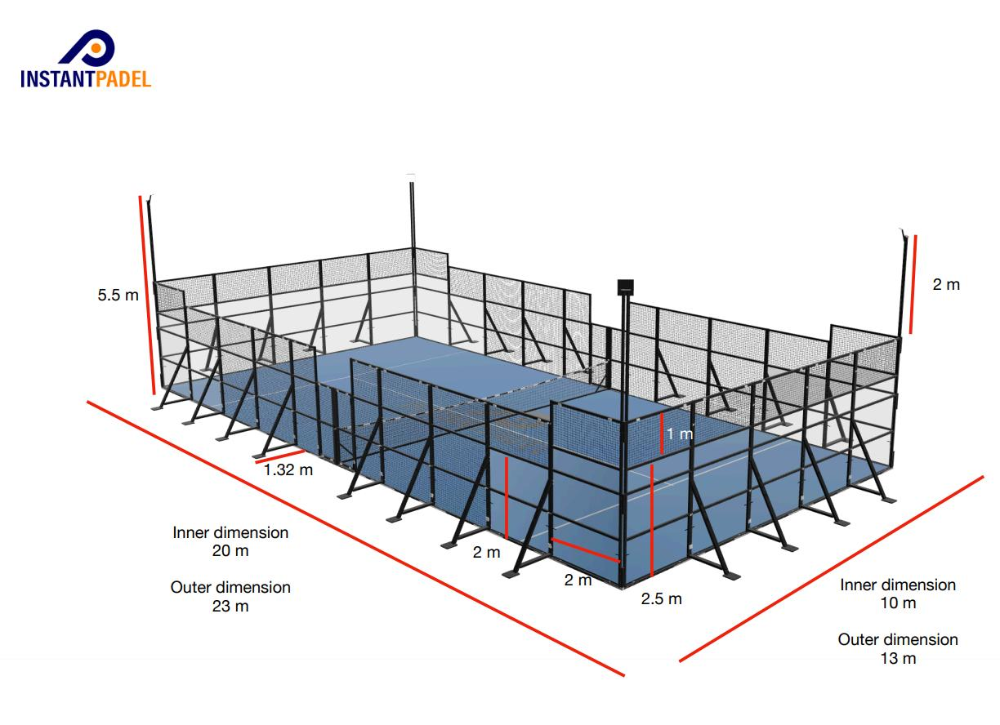 INSTANTPADEL
5.5 m
2 m
1 m
1.32 m
Inner dimension
20 m
Outer dimension
23 m
2 m
2 m
2.5 m
Inner dimension
10 m
Outer dimension
13 m